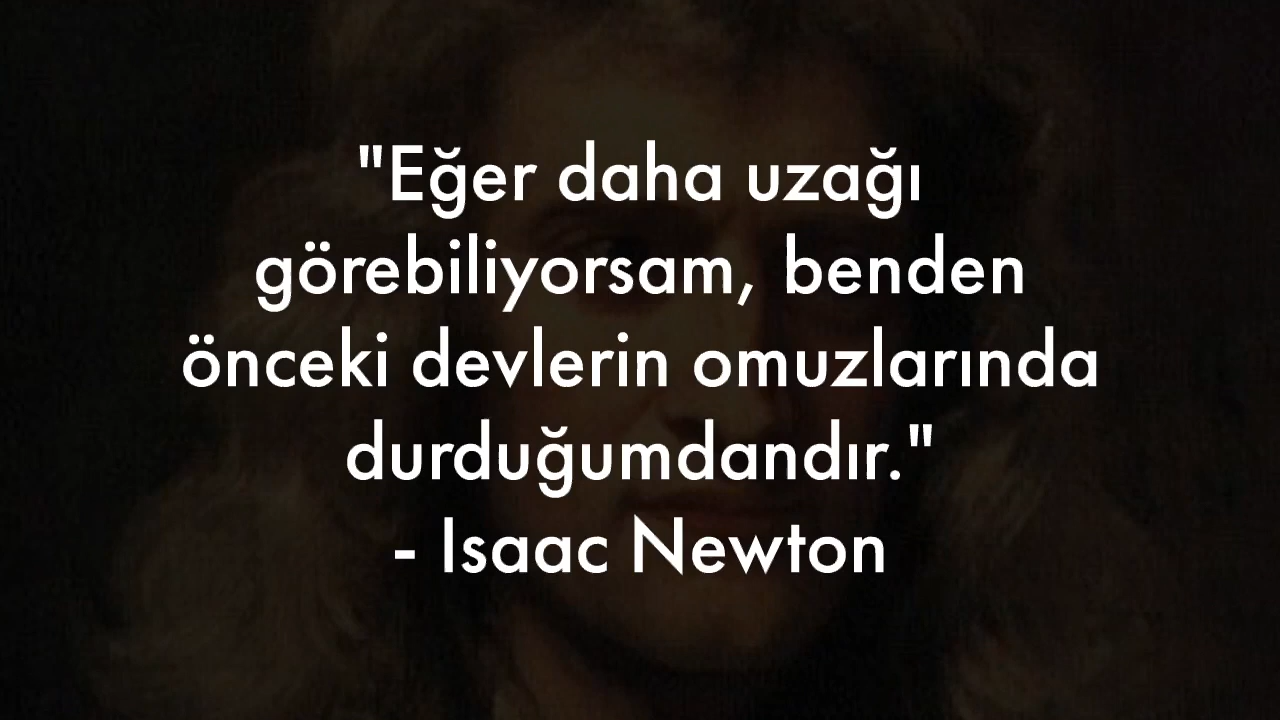 "Eğer daha uzağı
görebiliyorsam, benden
önceki devlerin omuzlarında
durduğumdandır."
- Isaac Newton